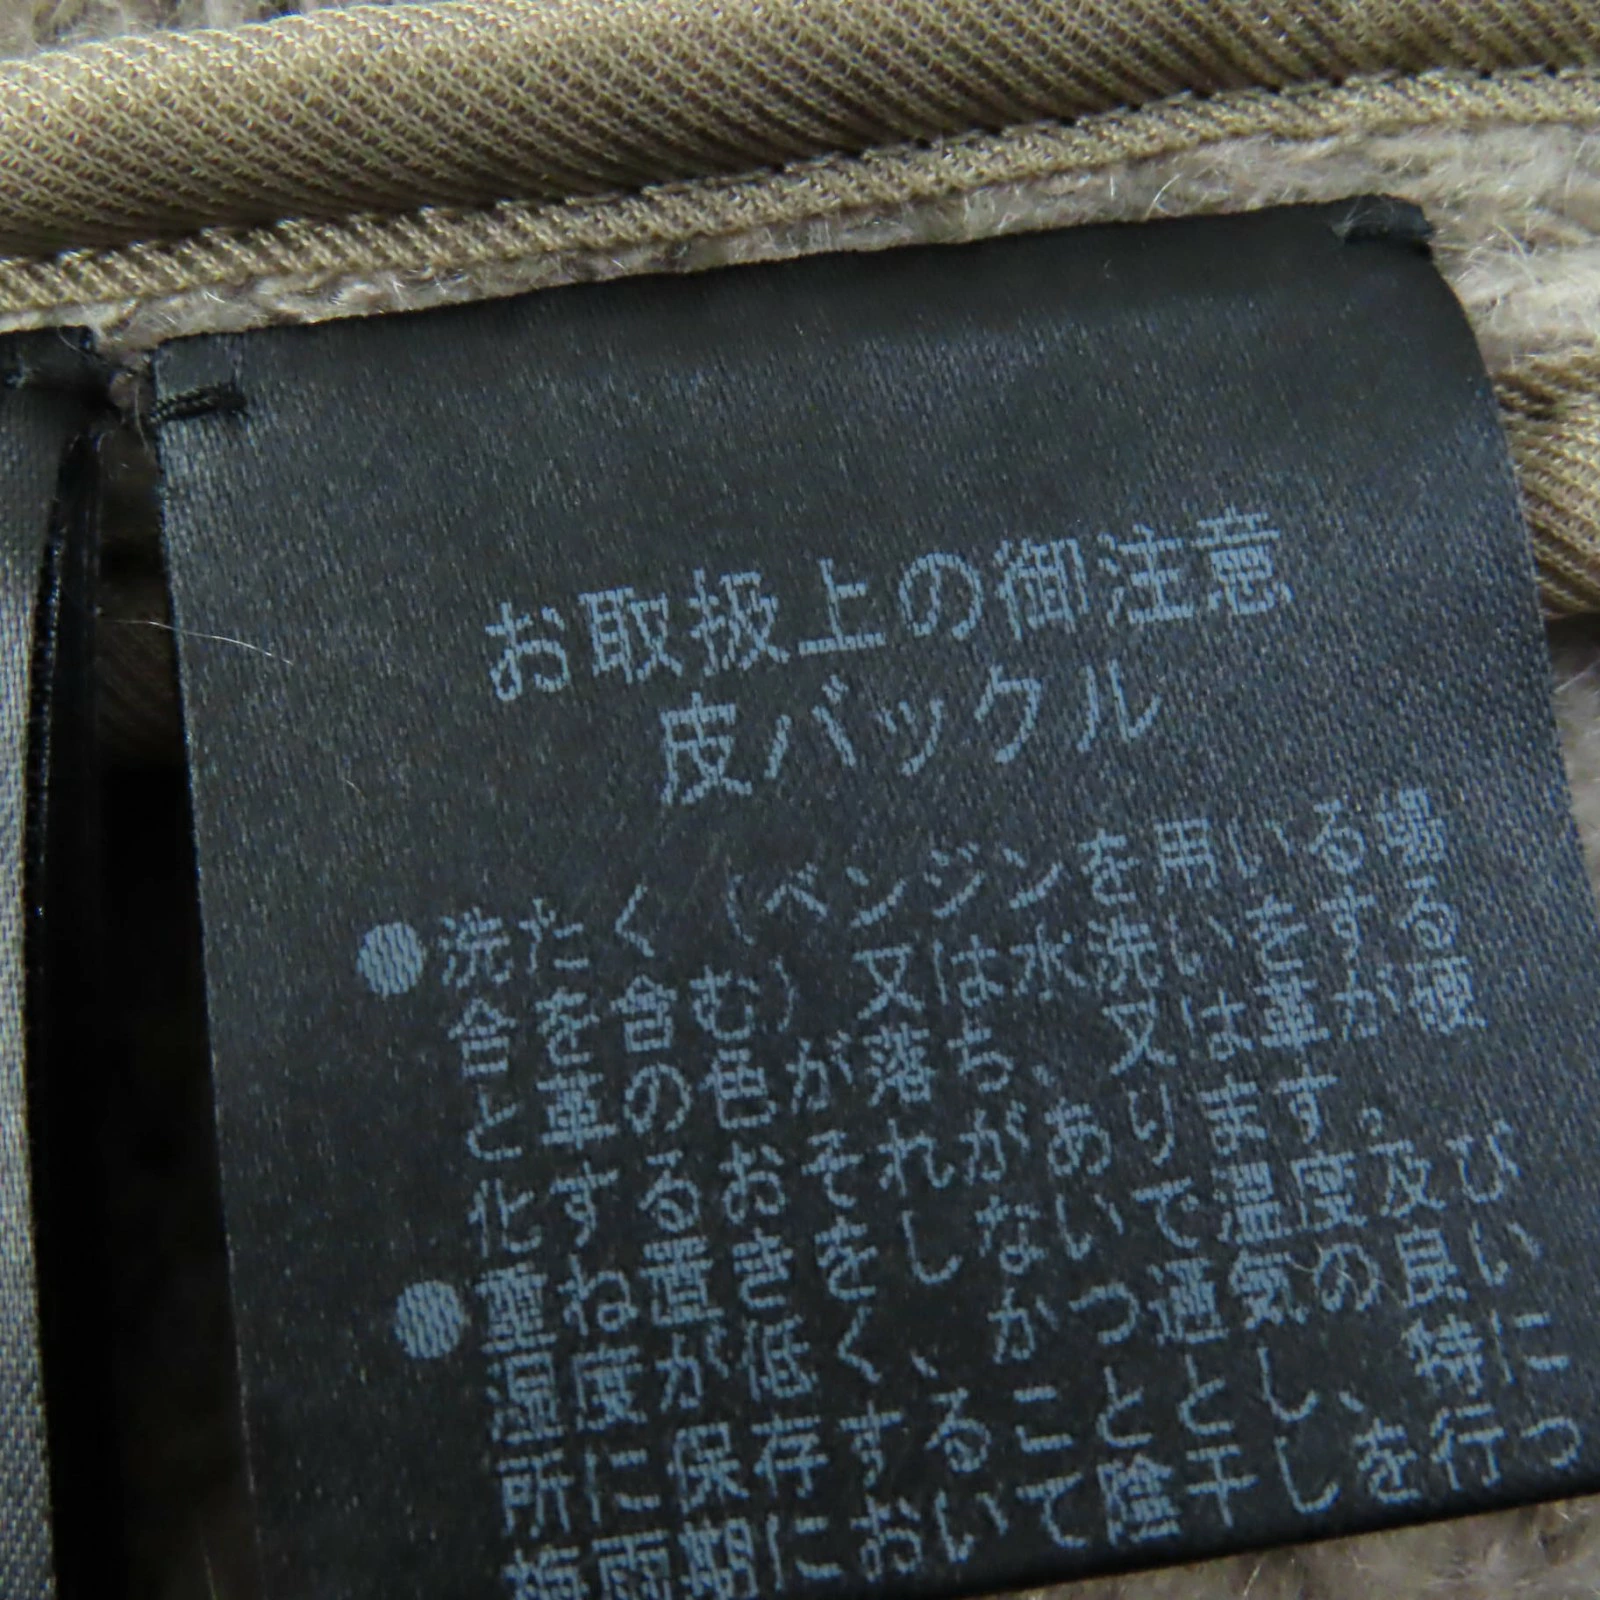 お取扱上の御注意
皮バックル
●洗たく（ベンジンを用いる場
合を含む）又は水洗いをする
と革の色が落ち、又は革が硬
化するおそれがあります。
●重ね置きをしないで温度及び
湿度が低く、かつ通気の良い
所に保存することとし、特に
梅雨期において陰干しを行つ